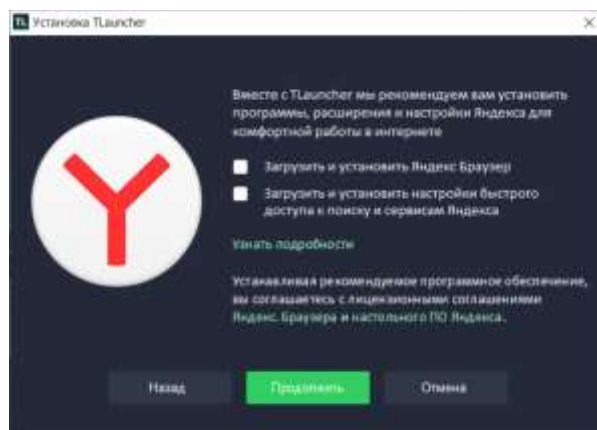 Установка TLauncher
Вместе с TLauncher мы рекомендуем вам установить
программы, расширения и настройки Яндекса для
комфортной работы в интернете
Загрузить и установить Яндекс Браузер
Загрузить и установить настройки быстрого
доступа к поиску и сервисам Яндекса
Узнать подробности
Устанавливая рекомендуемое программное обеспечение,
вы соглашаетесь с лицензионными соглашениями
Яндекс.Браузера и настольного ПО Яндекса.
Назад
Продолжить
Отмена